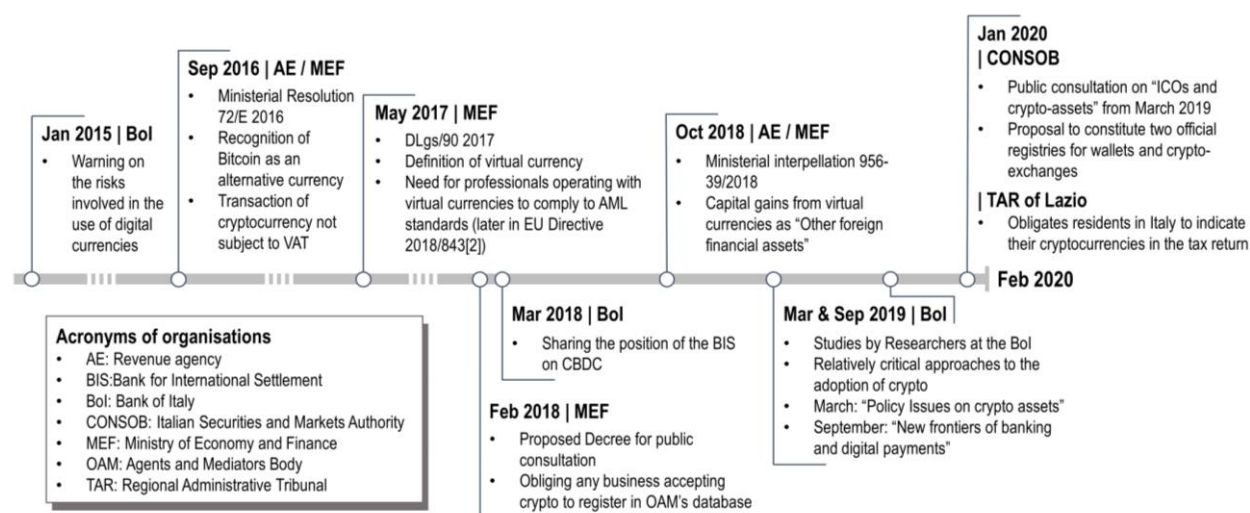 Jan 2015 | BoI
• Warning on
the risks
involved in the
use of digital
currencies
Sep 2016 | AE / MEF
• Ministerial Resolution
72/E 2016
• Recognition of
Bitcoin as an
alternative currency
• Transaction of
cryptocurrency not
subject to VAT
May 2017 | MEF
• DLgs/90 2017
• Definition of virtual currency
• Need for professionals operating with
virtual currencies to comply to AML
standards (later in EU Directive
2018/843[2])
Oct 2018 | AE / MEF
• Ministerial interpellation 956-
39/2018
• Capital gains from virtual
currencies as “Other foreign
financial assets”
Jan 2020
| CONSOB
• Public consultation on “ICOs and
crypto-assets” from March 2019
• Proposal to constitute two official
registries for wallets and crypto-
exchanges
| TAR of Lazio
• Obligates residents in Italy to indicate
their cryptocurrencies in the tax return
Feb 2020
Acronyms of organisations
• AE: Revenue agency
• BIS:Bank for International Settlement
• BoI: Bank of Italy
• CONSOB: Italian Securities and Markets Authority
• MEF: Ministry of Economy and Finance
• OAM: Agents and Mediators Body
• TAR: Regional Administrative Tribunal
Mar 2018 | BoI
• Sharing the position of the BIS
on CBDC
Feb 2018 | MEF
• Proposed Decree for public
consultation
• Obliging any business accepting
crypto to register in OAM’s database
Mar & Sep 2019 | BoI
• Studies by Researchers at the BoI
• Relatively critical approaches to the
adoption of crypto
• March: “Policy Issues on crypto assets”
• September: “New frontiers of banking
and digital payments”